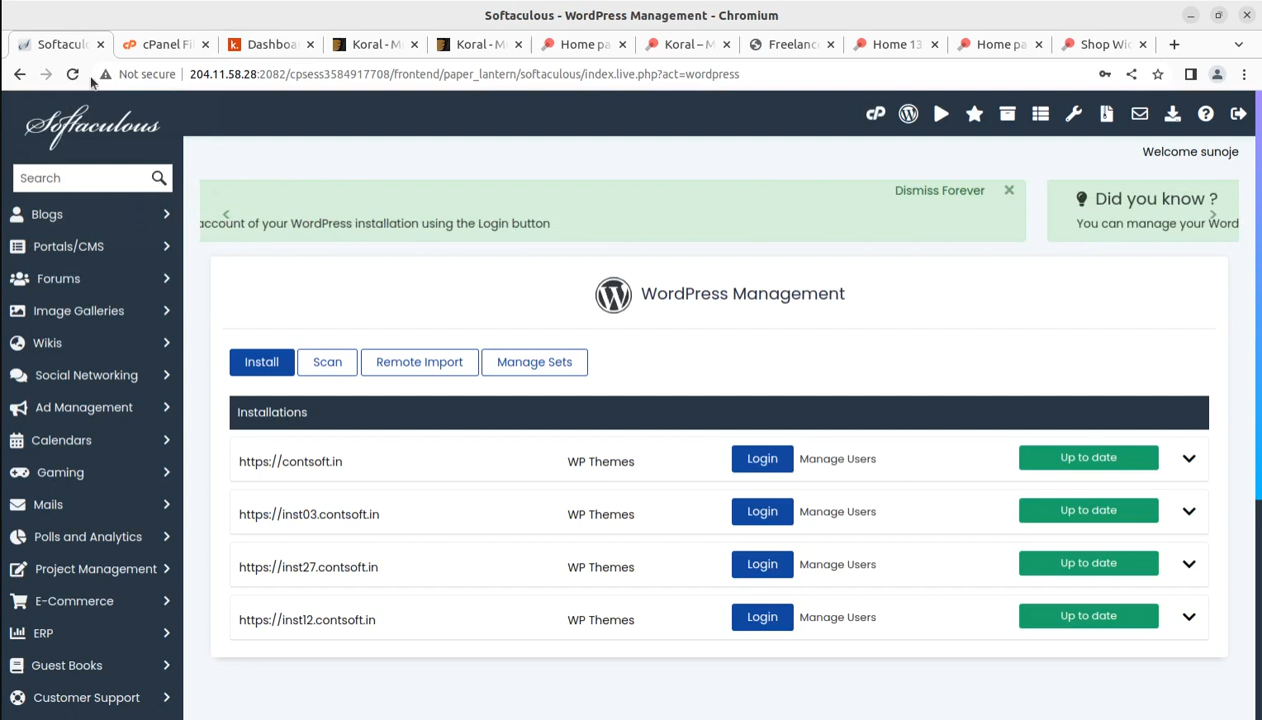 Softaculous - WordPress Management - Chromium
Softacul
cPanel Fi
Dashboa
Koral - M
Koral - M
Home pa
Koral – M
Freelanc
Home 13
Home pa
Shop Wi
Not secure
204.11.58.28:2082/cpsess3584917708/frontend/paper_lantern/softaculous/index.live.php?act=wordpress
Softaculous
Welcome sunoje
Search
Dismiss Forever
account of your WordPress installation using the Login button
Did you know ?
You can manage your Word
Blogs
Portals/CMS
Forums
Image Galleries
Wikis
Social Networking
Ad Management
Calendars
Gaming
Mails
Polls and Analytics
Project Management
E-Commerce
ERP
Guest Books
Customer Support
WordPress Management
Install
Scan
Remote Import
Manage Sets
Installations
https://contsoft.in WP Themes Login Manage Users Up to date
https://inst03.contsoft.in WP Themes Login Manage Users Up to date
https://inst27.contsoft.in WP Themes Login Manage Users Up to date
https://inst12.contsoft.in WP Themes Login Manage Users Up to date